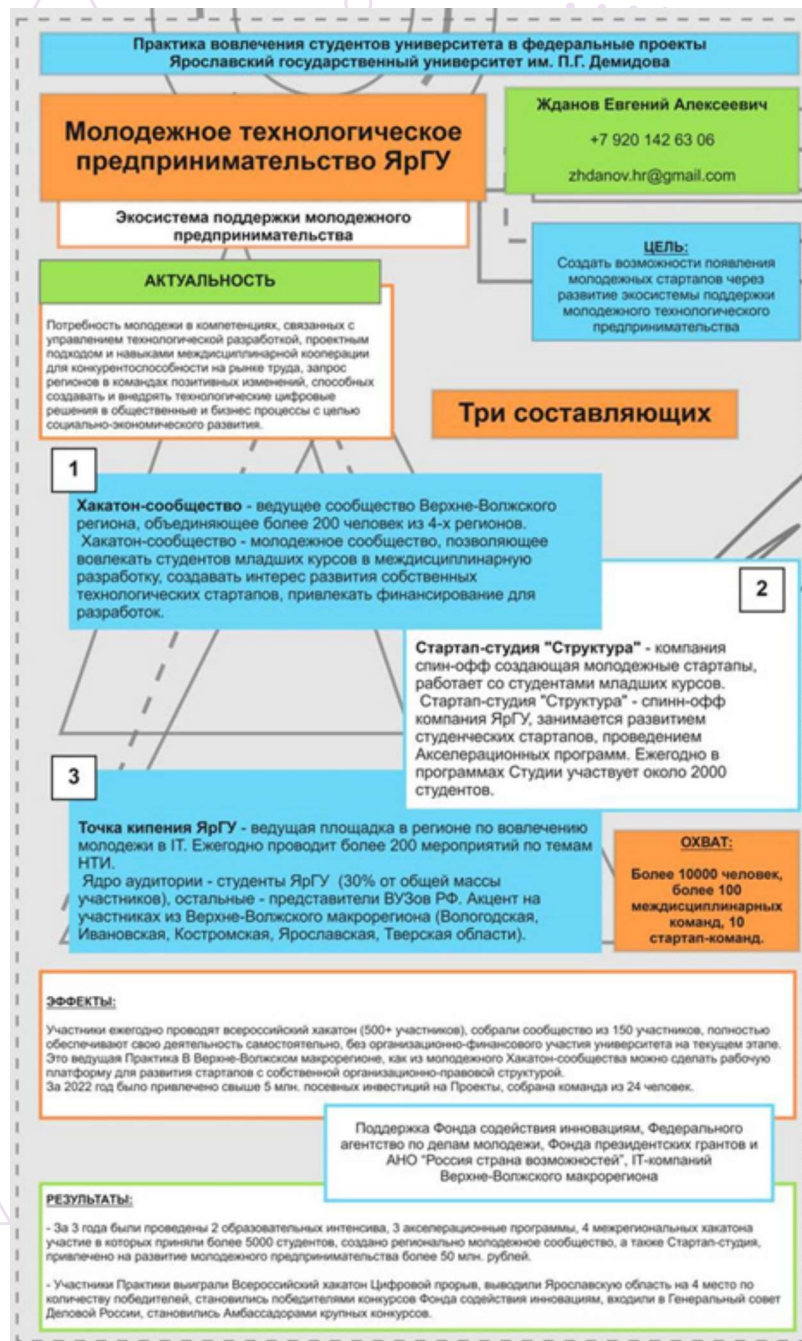 Практика вовлечения студентов университета в федеральные проекты
Ярославский государственный университет им. П.Г. Демидова
Молодежное технологическое
предпринимательство ЯрГУ
Экосистема поддержки молодежного
предпринимательства
Жданов Евгений Алексеевич
+7 920 142 63 06
zhdanov.hr@gmail.com
ЦЕЛЬ:
Создать возможности появления
молодежных стартапов через
развитие экосистемы поддержки
молодежного технологического
предпринимательства
АКТУАЛЬНОСТЬ
Потребность молодежи в компетенциях, связанных с
управлением технологической разработкой, проектным
подходом и навыками междисциплинарной кооперации
для конкурентоспособности на рынке труда, запрос
регионов в командах позитивных изменений, способных
создавать и внедрять технологические цифровые
решения в общественные и бизнес процессы с целью
социально-экономического развития.
Три составляющих
1
Хакатон-сообщество - ведущее сообщество Верхне-Волжского
региона, объединяющее более 200 человек из 4-х регионов.
Хакатон-сообщество - молодежное сообщество, позволяющее
вовлекать студентов младших курсов в междисциплинарную
разработку, создавать интерес развития собственных
технологических стартапов, привлекать финансирование для
разработок.
2
Стартап-студия "Структура" - компания
спин-офф создающая молодежные стартапы,
работает со студентами младших курсов.
Стартап-студия "Структура" - спинн-офф
компания ЯрГУ, занимается развитием
студенческих стартапов, проведением
Акселерационных программ. Ежегодно в
программах Студии участвует около 2000
студентов.
3
Точка кипения ЯрГУ - ведущая площадка в регионе по вовлечению
молодежи в IT. Ежегодно проводит более 200 мероприятий по темам
НТИ.
Ядро аудитории - студенты ЯрГУ (30% от общей массы
участников), остальные - представители ВУЗов РФ. Акцент на
участниках из Верхне-Волжского макрорегиона (Вологодская,
Ивановская, Костромская, Ярославская, Тверская области).
ОХВАТ:
Более 10000 человек,
более 100
междисциплинарных
команд, 10
стартап-команд.
ЭФФЕКТЫ:
Участники ежегодно проводят всероссийский хакатон (500+ участников), собрали сообщество из 150 участников, полностью
обеспечивают свою деятельность самостоятельно, без организационно-финансового участия университета на текущем этапе.
Это ведущая Практика В Верхне-Волжском макрорегионе, как из молодежного Хакатон-сообщества можно сделать рабочую
платформу для развития стартапов с собственной организационно-правовой структурой.
За 2022 год было привлечено свыше 5 млн. посевных инвестиций на Проекты, собрана команда из 24 человек.
Поддержка Фонда содействия инновациям, Федерального
агентство по делам молодежи, Фонда президентских грантов и
АНО "Россия страна возможностей", IT-компаний
Верхне-Волжского макрорегиона
РЕЗУЛЬТАТЫ:
- За 3 года были проведены 2 образовательных интенсива, 3 акселерационные программы, 4 межрегиональных хакатона
участие в которых приняли более 5000 студентов, создано регионально молодежное сообщество, а также Стартап-студия,
привлечено на развитие молодежного предпринимательства более 50 млн. рублей.
- Участники Практики выиграли Всероссийский хакатон Цифровой прорыв, выводили Ярославскую область на 4 место по
количеству победителей, становились победителями конкурсов Фонда содействия инновациям, входили в Генеральный совет
Деловой России, становились Амбассадорами крупных конкурсов.